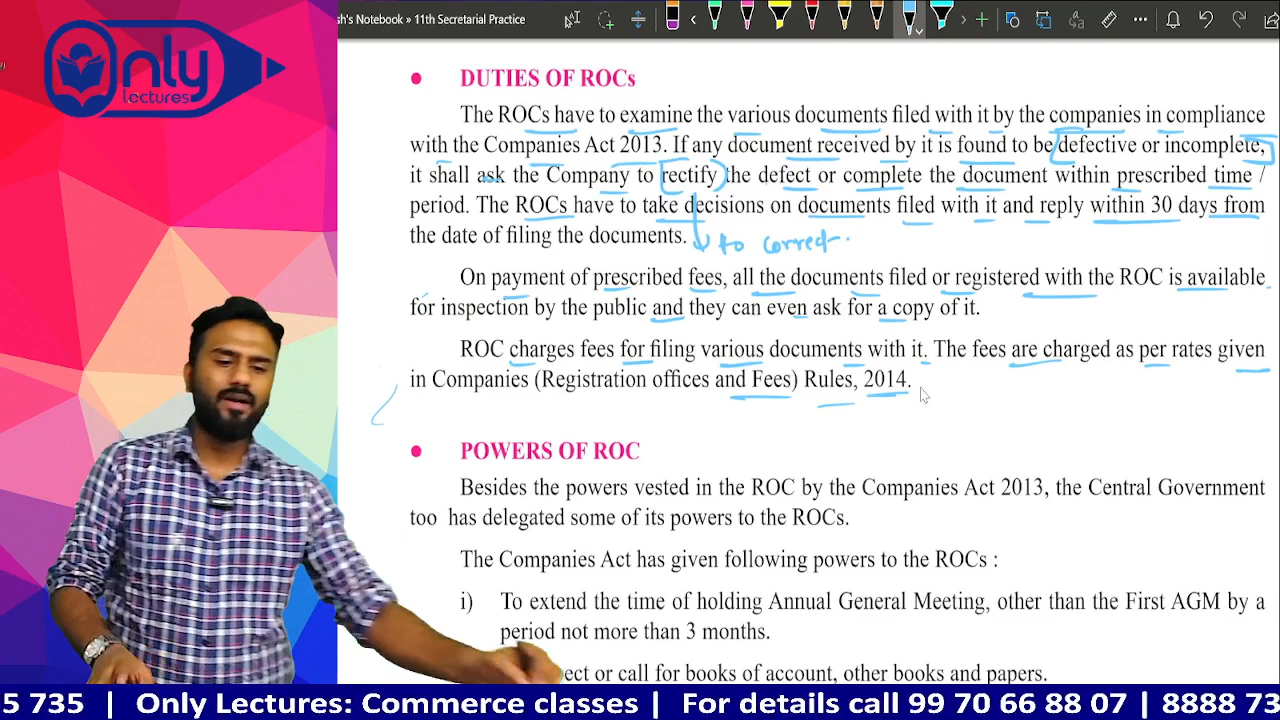 sh's Notebook » 11th Secretarial Practice
Only
lectures
• DUTIES OF ROCs
The ROCs have to examine the various documents filed with it by the companies in compliance
with the Companies Act 2013. If any document received by it is found to be defective or incomplete,
it shall ask the Company to rectify the defect or complete the document within prescribed time /
period. The ROCs have to take decisions on documents filed with it and reply within 30 days from
the date of filing the documents.
to correct.
On payment of prescribed fees, all the documents filed or registered with the ROC is available
for inspection by the public and they can even ask for a copy of it.
ROC charges fees for filing various documents with it. The fees are charged as per rates given
in Companies (Registration offices and Fees) Rules, 2014.
• POWERS OF ROC
Besides the powers vested in the ROC by the Companies Act 2013, the Central Government
too has delegated some of its powers to the ROCs.
The Companies Act has given following powers to the ROCs :
i) To extend the time of holding Annual General Meeting, other than the First AGM by a
period not more than 3 months.
pect or call for books of account, other books and papers.
5 735 | Only Lectures: Commerce classes | For details call 99 70 66 88 07 | 8888 73